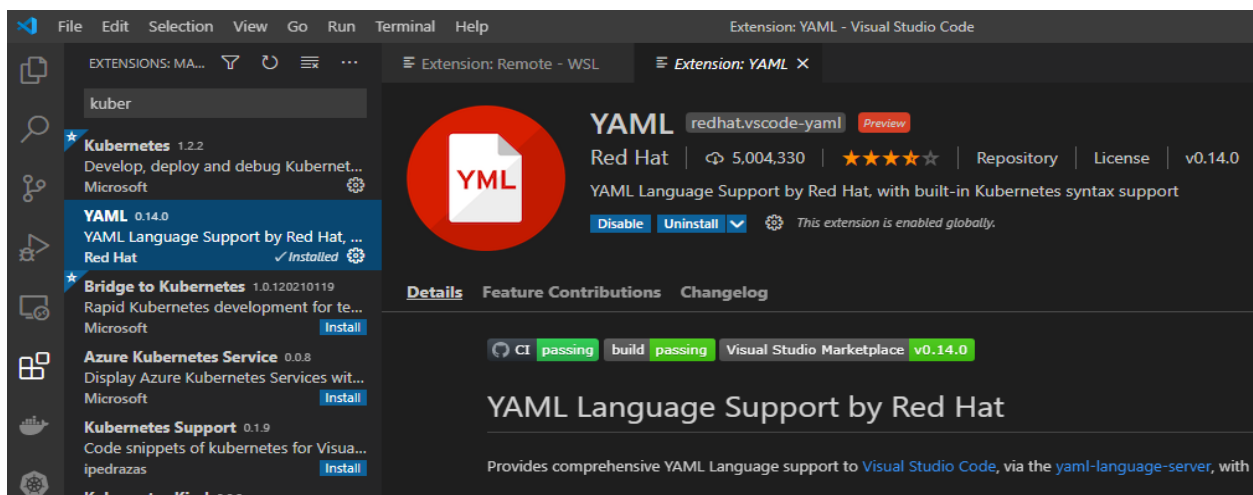 File Edit Selection View Go Run Terminal Help Extension: YAML - Visual Studio Code
EXTENSIONS: MA... ...
Extension: Remote - WSL Extension: YAML
kuber
Kubernetes 1.2.2
Develop, deploy and debug Kubernet...
Microsoft
YAML 0.14.0
YAML Language Support by Red Hat, ...
Red Hat ✓Installed
Bridge to Kubernetes 1.0.120210119
Rapid Kubernetes development for te...
Microsoft Install
Azure Kubernetes Service 0.0.8
Display Azure Kubernetes Services wit...
Microsoft Install
Kubernetes Support 0.1.9
Code snippets of kubernetes for Visua...
ipedrazas Install
YML
YAML redhat.vscode-yaml Preview
Red Hat 5,004,330 Repository License v0.14.0
YAML Language Support by Red Hat, with built-in Kubernetes syntax support
Disable Uninstall This extension is enabled globally.
Details Feature Contributions Changelog
CI passing build passing Visual Studio Marketplace v0.14.0
YAML Language Support by Red Hat
Provides comprehensive YAML Language support to Visual Studio Code, via the yaml-language-server, with